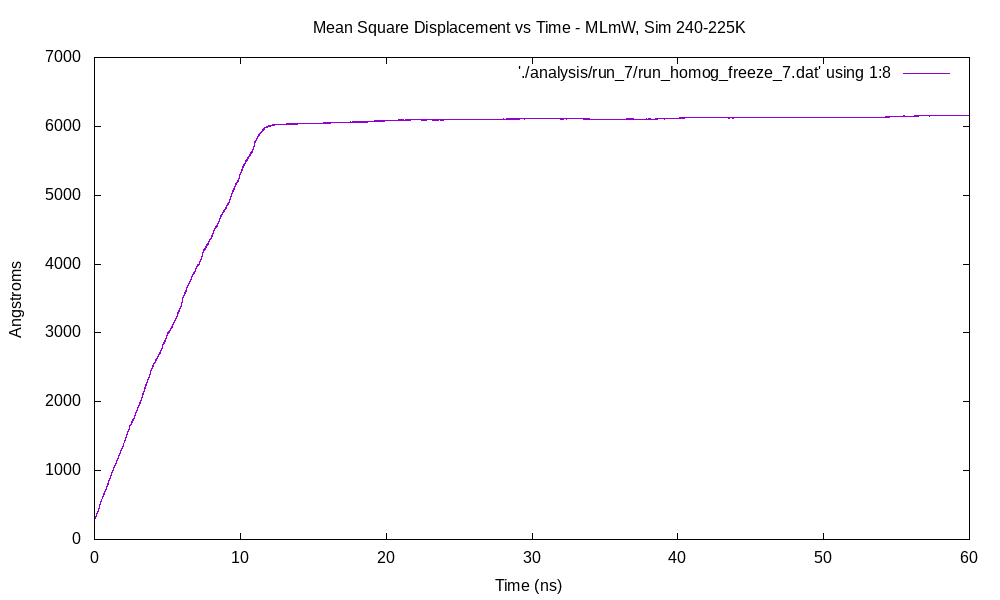 Mean Square Displacement vs Time - MLmW, Sim 240-225K
'./analysis/run_7/run_homog_freeze_7.dat' using 1:8
7000
6000
5000
4000
3000
2000
1000
0
Angstroms
0 10 20 30 40 50 60
Time (ns)